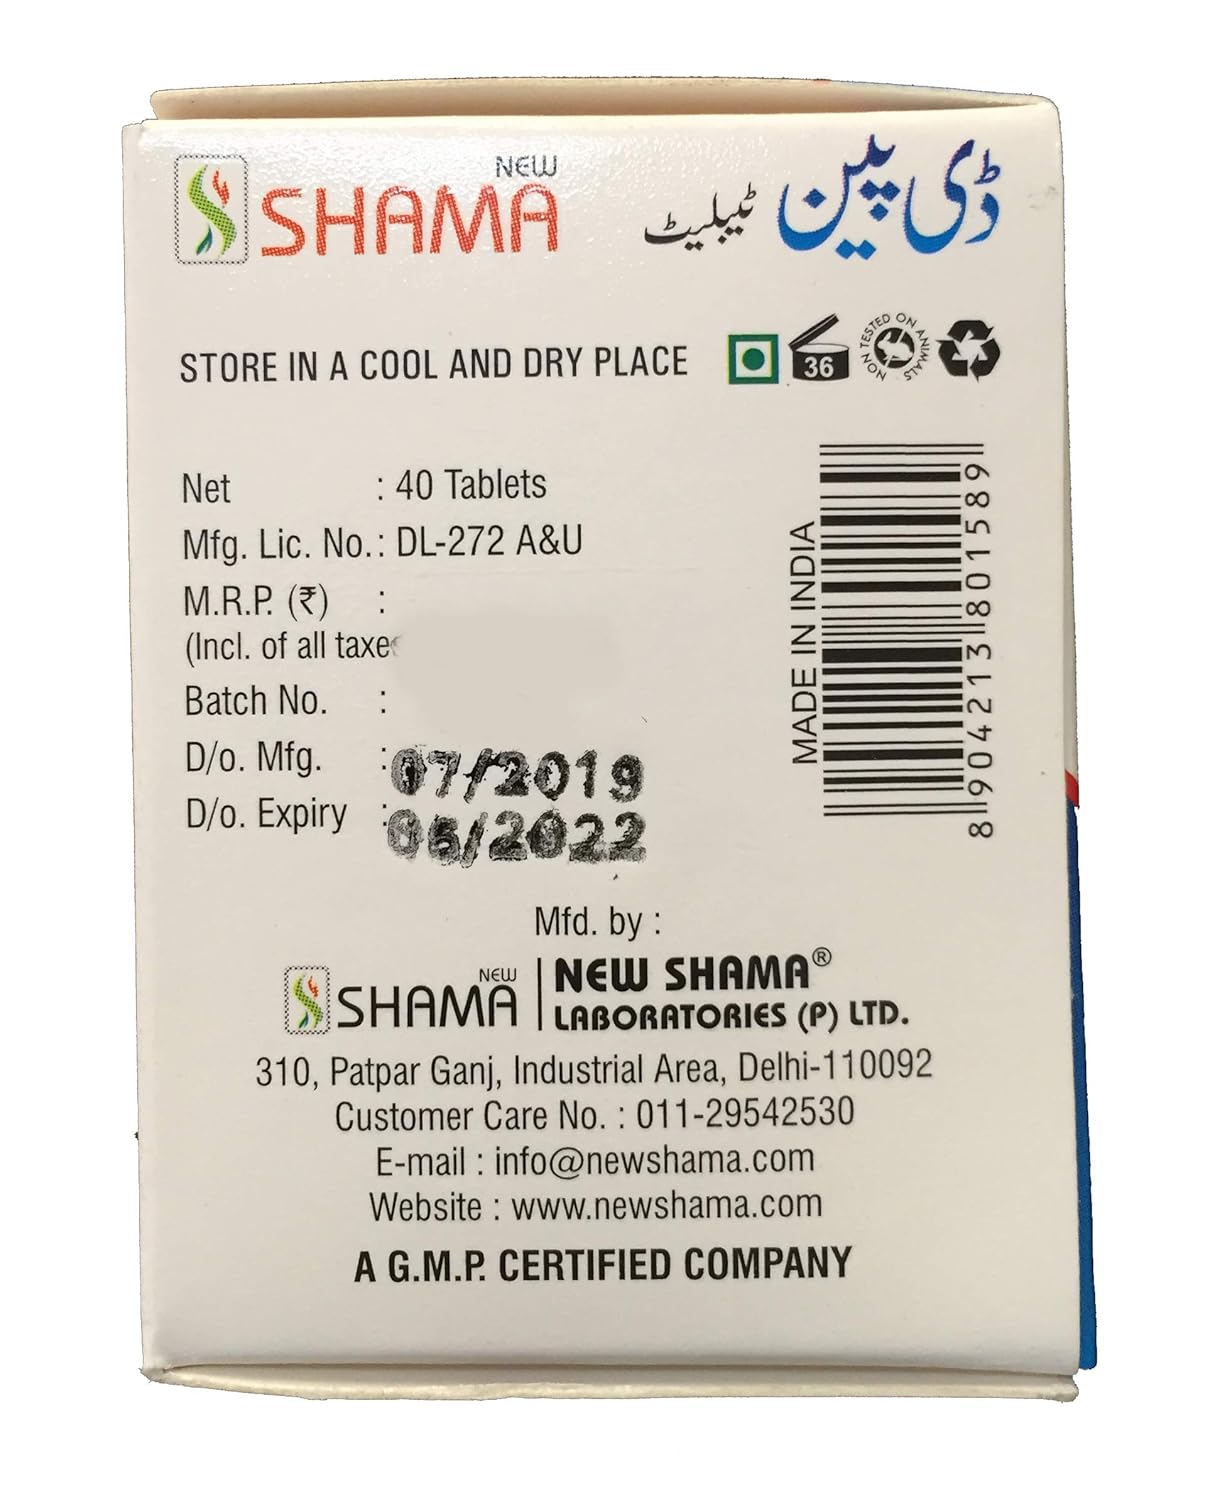 NEW
SHAMA
ڈی پین ٹیبلیٹ
STORE IN A COOL AND DRY PLACE
36
NON TESTED ON ANIMALS
Net : 40 Tablets
Mfg. Lic. No. : DL-272 A&U
M.R.P. (₹) :
(Incl. of all taxes
Batch No. :
D/o. Mfg. : 07/2019
D/o. Expiry : 06/2022
MADE IN INDIA
8 904213 801589
Mfd. by :
NEW
SHAMA
NEW SHAMA®
LABORATORIES (P) LTD.
310, Patpar Ganj, Industrial Area, Delhi-110092
Customer Care No. : 011-29542530
E-mail : info@newshama.com
Website : www.newshama.com
A G.M.P. CERTIFIED COMPANY